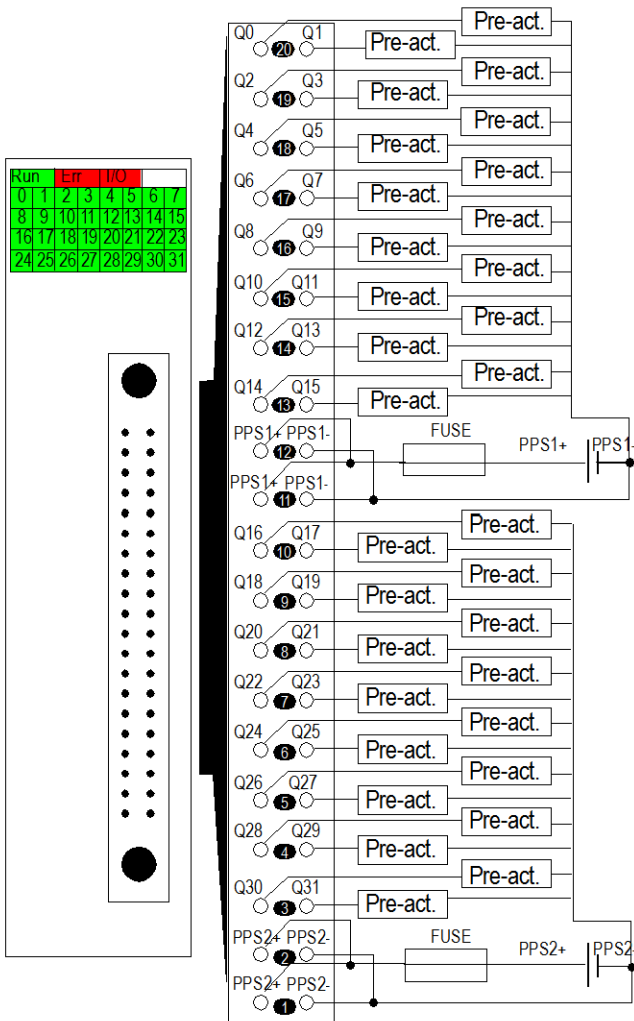 Run Err I/O
0 1 2 3 4 5 6 7
8 9 10 11 12 13 14 15
16 17 18 19 20 21 22 23
24 25 26 27 28 29 30 31
Pre-act.
Q0 20 Q1 Pre-act.
Pre-act.
Q2 19 Q3 Pre-act.
Pre-act.
Q4 18 Q5 Pre-act.
Pre-act.
Q6 17 Q7 Pre-act.
Pre-act.
Q8 16 Q9 Pre-act.
Pre-act.
Q10 15 Q11 Pre-act.
Pre-act.
Q12 14 Q13 Pre-act.
Pre-act.
Q14 13 Q15 Pre-act.
PPS1+ 12 PPS1- FUSE PPS1+ PPS1-
PPS1+ 11 PPS1-
Pre-act.
Q16 10 Q17 Pre-act.
Pre-act.
Q18 9 Q19 Pre-act.
Pre-act.
Q20 8 Q21 Pre-act.
Pre-act.
Q22 7 Q23 Pre-act.
Pre-act.
Q24 6 Q25 Pre-act.
Pre-act.
Q26 5 Q27 Pre-act.
Pre-act.
Q28 4 Q29 Pre-act.
Pre-act.
Q30 3 Q31 Pre-act.
PPS2+ 2 PPS2- FUSE PPS2+ PPS2-
PPS2+ 1 PPS2-